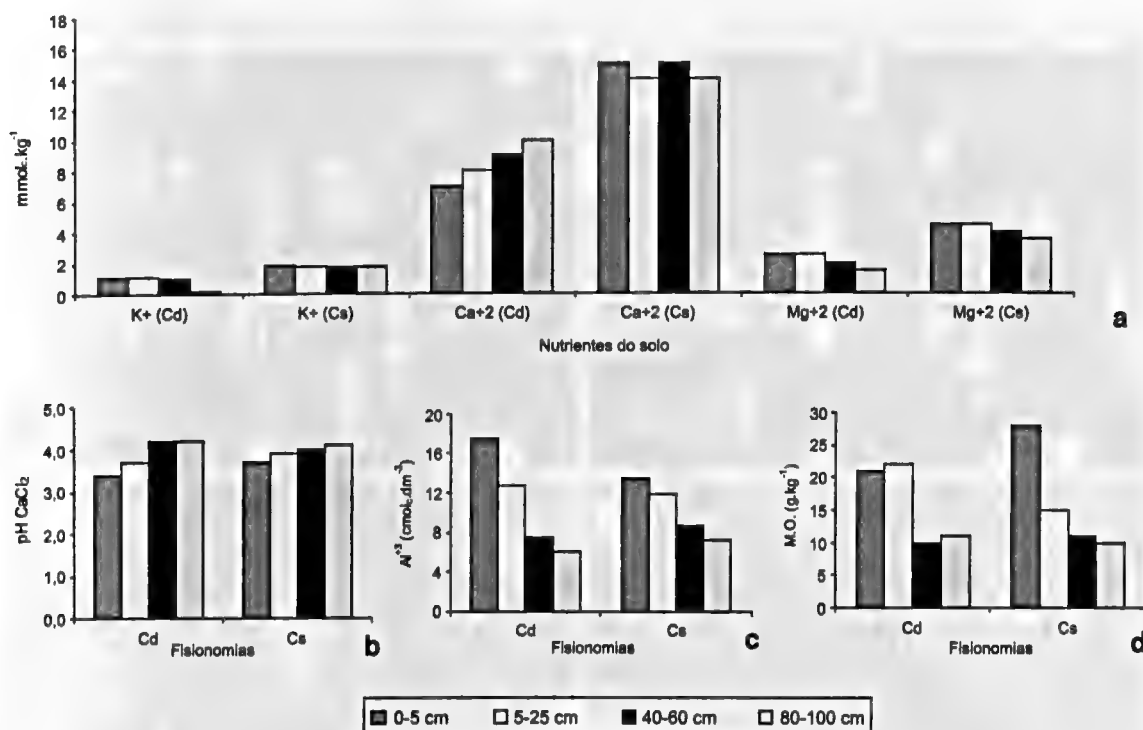 18
16
14
12
10
8
6
4
2
0
mmolc.kg-1
K+ (Cd) K+ (Cs) Ca+2 (Cd) Ca+2 (Cs) Mg+2 (Cd) Mg+2 (Cs)
Nutrientes do solo
a
5,0
4,0
3,0
2,0
1,0
0,0
pH CaCl2
Cd Cs
Fisionomias
b
20
16
12
8
4
0
Al+3 (cmolc.dm-3)
Cd Cs
Fisionomias
c
30
25
20
15
10
5
0
M.O. (g.kg-1)
Cd Cs
Fisionomias
d
0-5 cm 5-25 cm 40-60 cm 80-100 cm